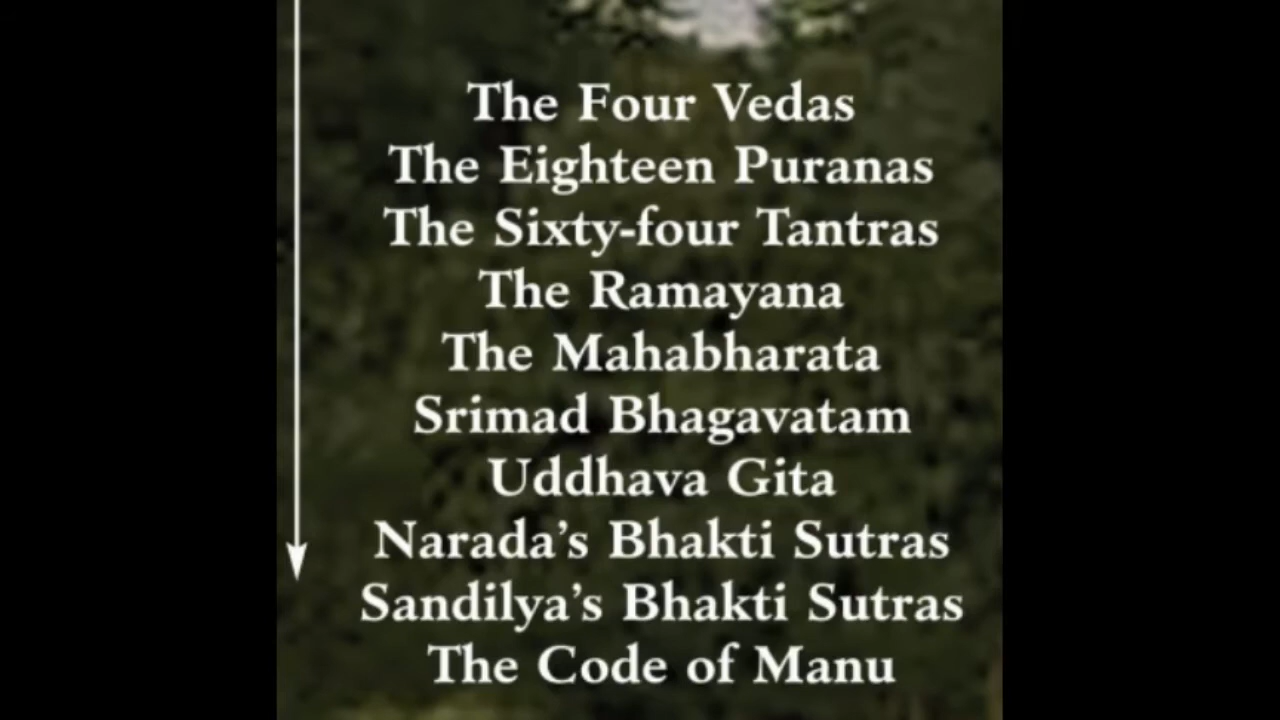 The Four Vedas
The Eighteen Puranas
The Sixty-four Tantras
The Ramayana
The Mahabharata
Srimad Bhagavatam
Uddhava Gita
Narada’s Bhakti Sutras
Sandilya’s Bhakti Sutras
The Code of Manu